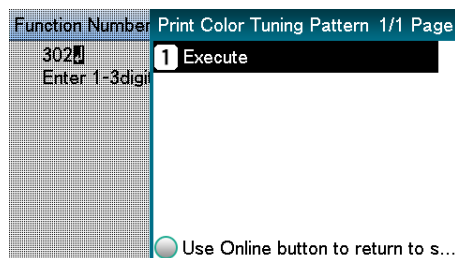 Function Number
302
Enter 1-3digi
Print Color Tuning Pattern 1/1 Page
1 Execute
Use Online button to return to s...